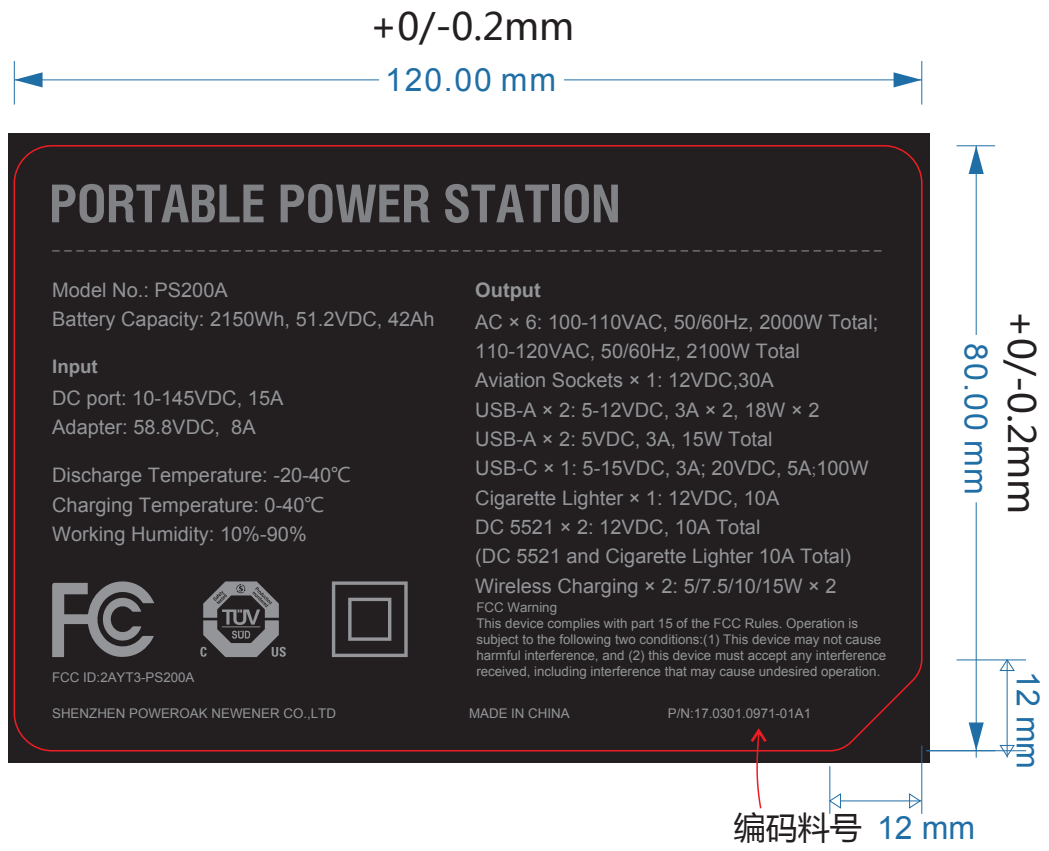 +0/-0.2mm
120.00 mm
PORTABLE POWER STATION
Model No.: PS200A
Battery Capacity: 2150Wh, 51.2VDC, 42Ah
Input
DC port: 10-145VDC, 15A
Adapter: 58.8VDC, 8A
Discharge Temperature: -20-40℃
Charging Temperature: 0-40℃
Working Humidity: 10%-90%
Output
AC × 6: 100-110VAC, 50/60Hz, 2000W Total;
110-120VAC, 50/60Hz, 2100W Total
Aviation Sockets × 1: 12VDC,30A
USB-A × 2: 5-12VDC, 3A × 2, 18W × 2
USB-A × 2: 5VDC, 3A, 15W Total
USB-C × 1: 5-15VDC, 3A; 20VDC, 5A;100W
Cigarette Lighter × 1: 12VDC, 10A
DC 5521 × 2: 12VDC, 10A Total
(DC 5521 and Cigarette Lighter 10A Total)
Wireless Charging × 2: 5/7.5/10/15W × 2
FCC Warning
This device complies with part 15 of the FCC Rules. Operation is
subject to the following two conditions:(1) This device may not cause
harmful interference, and (2) this device must accept any interference
received, including interference that may cause undesired operation.
FC
Safety tested
S
Production monitored
TÜV
SÜD
C US
FCC ID:2AYT3-PS200A
SHENZHEN POWEROAK NEWENER CO.,LTD
MADE IN CHINA
P/N:17.0301.0971-01A1
+0/-0.2mm
80.00 mm
12 mm
编码料号
12 mm